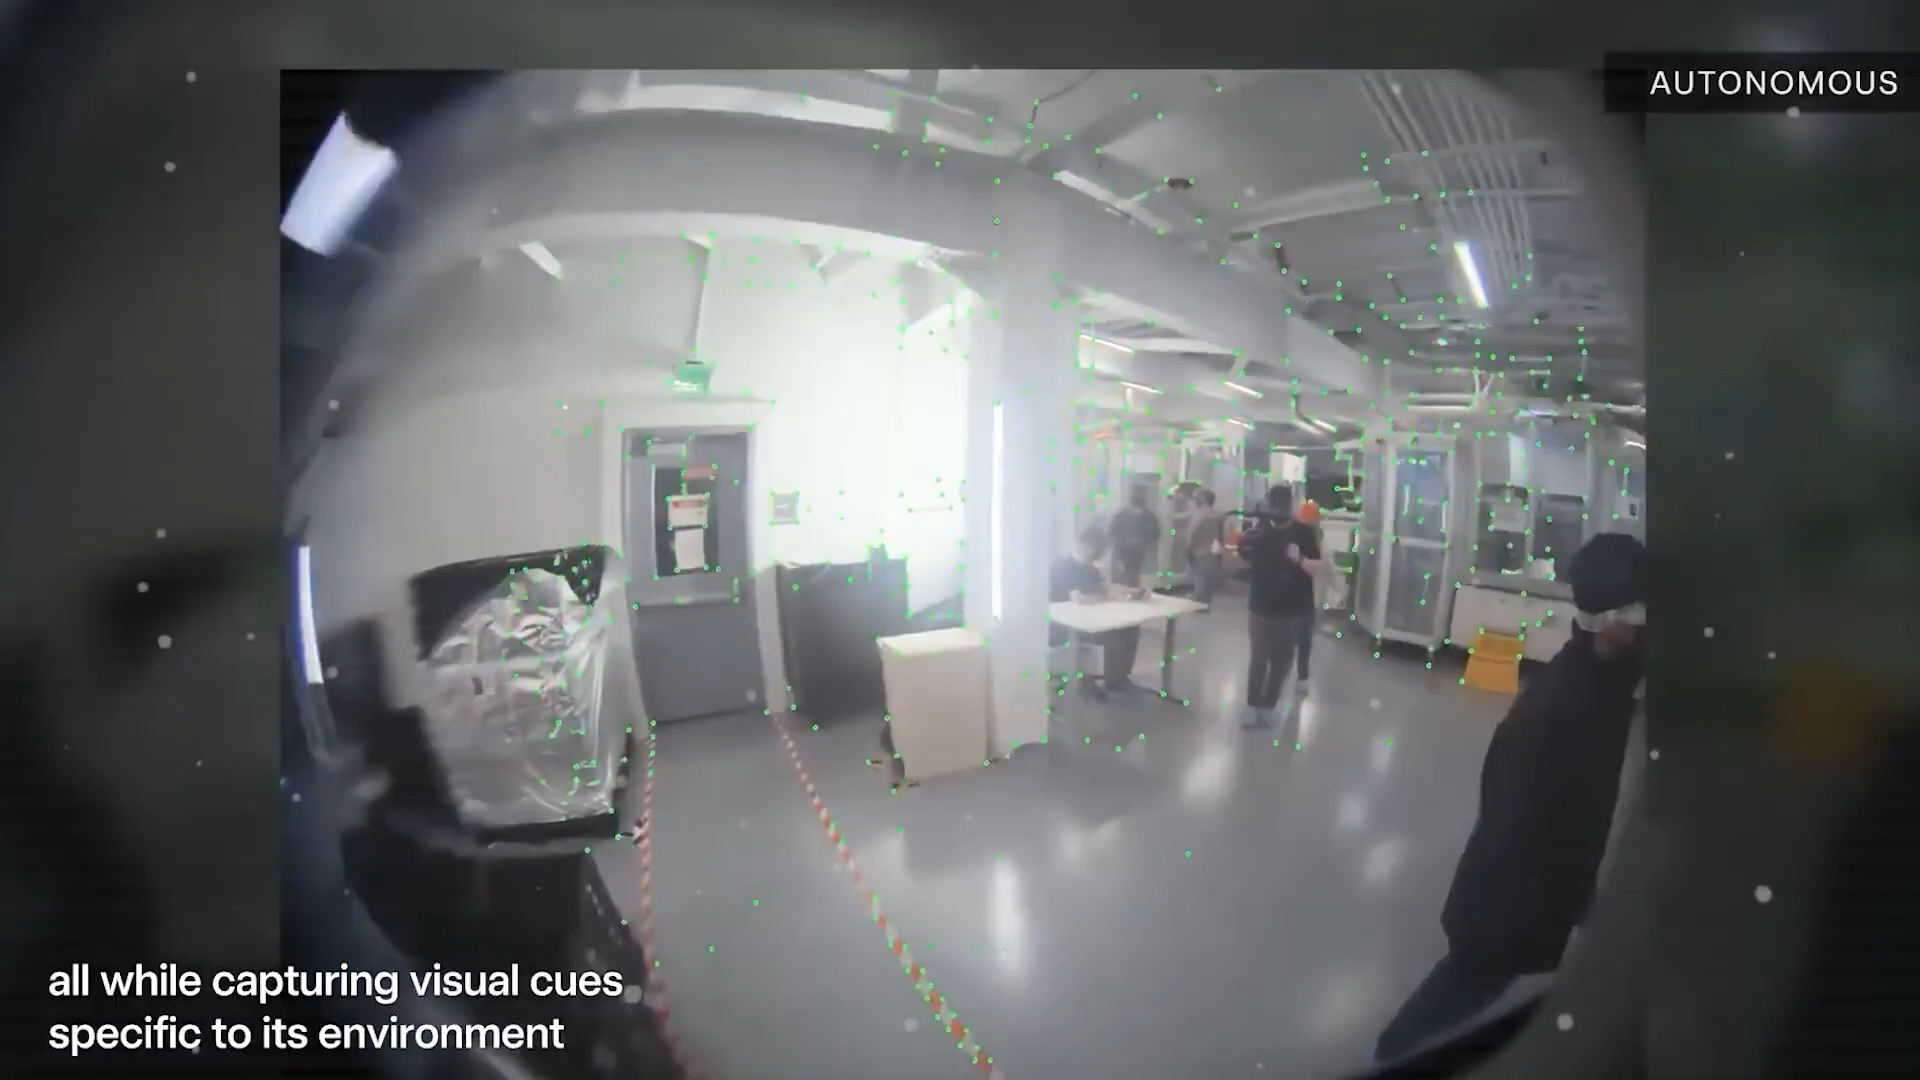 AUTONOMOUS
all while capturing visual cues
specific to its environment